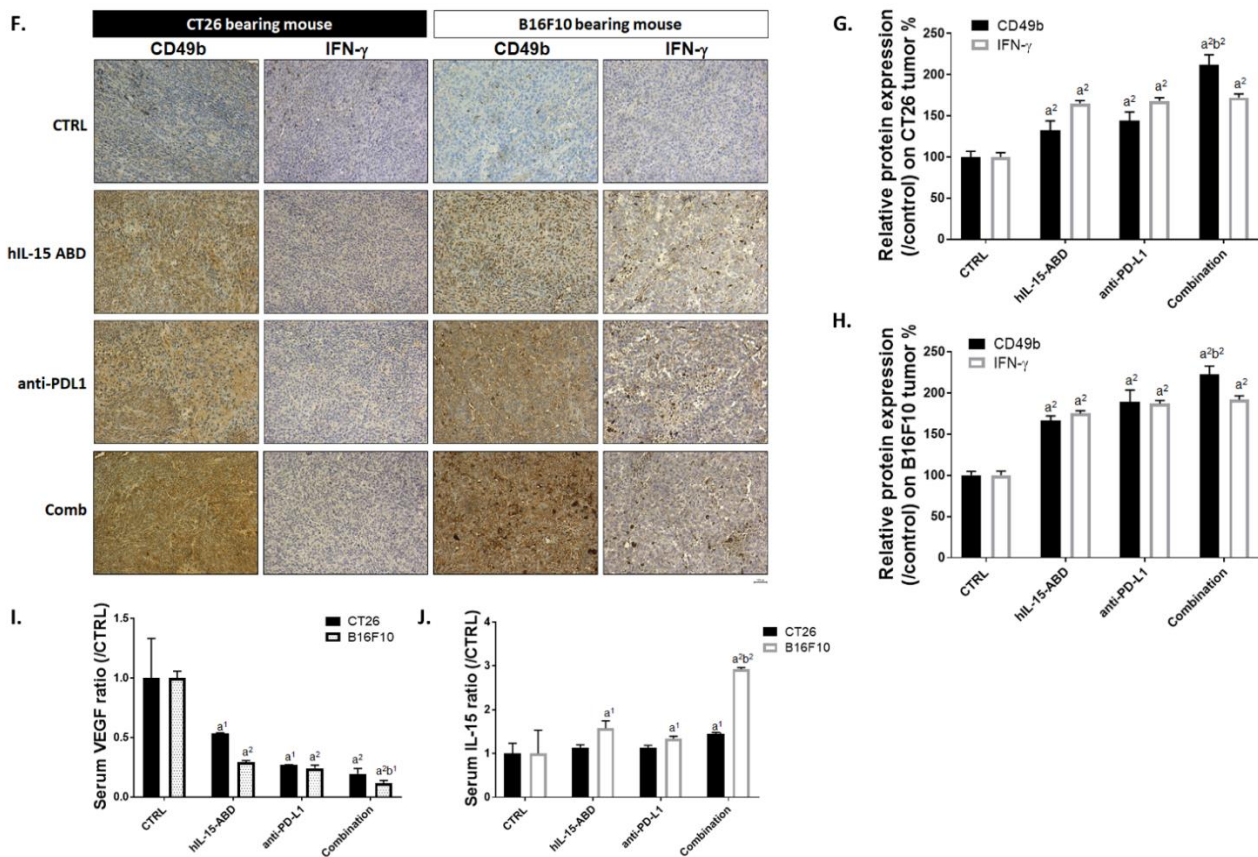 F.
CT26 bearing mouse
B16F10 bearing mouse
CD49b
IFN-γ
CD49b
IFN-γ
CTRL
hIL-15 ABD
anti-PDL1
Comb
G.
Relative protein expression
(/control) on CT26 tumor %
250
200
150
100
50
0
CD49b
IFN-γ
a²
a²
a²
a²
a²b²
a²
CTRL
hIL-15-ABD
anti-PD-L1
Combination
H.
Relative protein expression
(/control) on B16F10 tumor %
250
200
150
100
50
0
CD49b
IFN-γ
a²
a²
a²
a²
a²b²
a²
CTRL
hIL-15-ABD
anti-PD-L1
Combination
I.
Serum VEGF ratio (/CTRL)
1.5
1.0
0.5
0.0
CT26
B16F10
a¹
a²
a¹
a²
a²
a²b¹
CTRL
hIL-15-ABD
anti-PD-L1
Combination
J.
Serum IL-15 ratio (/CTRL)
4
3
2
1
0
CT26
B16F10
a¹
a¹
a¹
a²b²
CTRL
hIL-15-ABD
anti-PD-L1
Combination